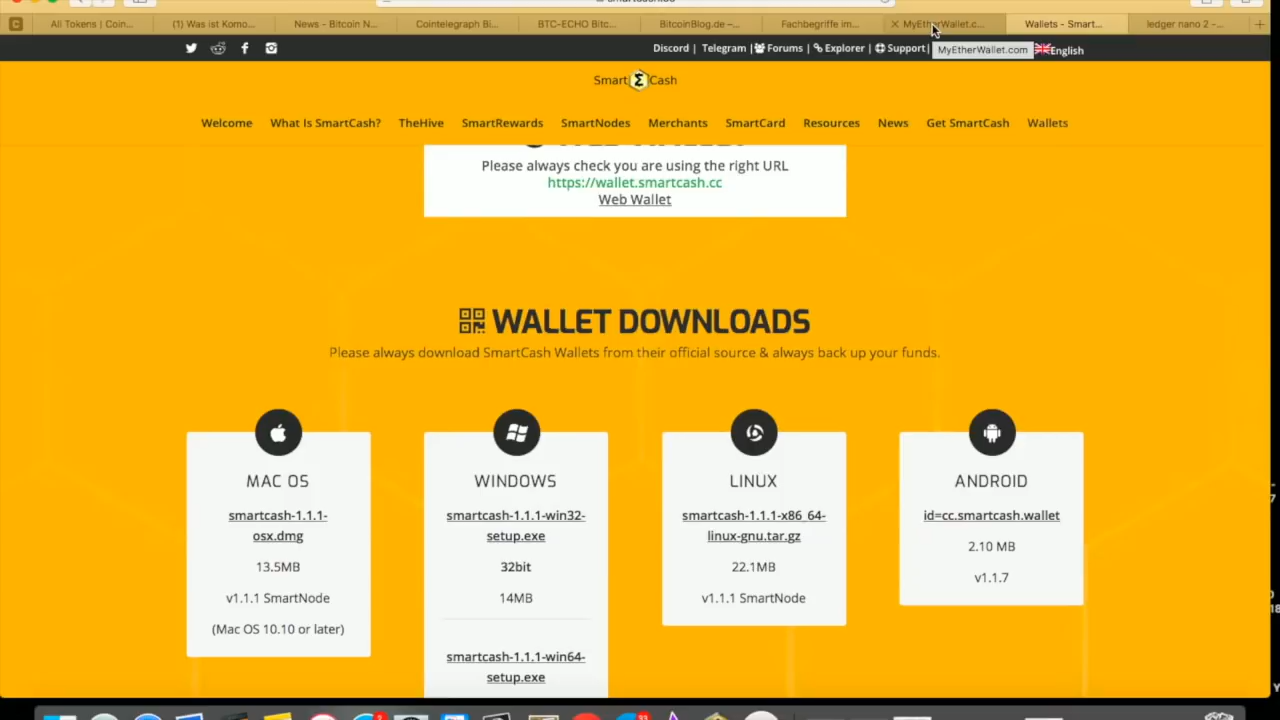 All Tokens | Coin... (1) Was ist Komo... News - Bitcoin N... Cointelegraph Bi... BTC-ECHO Bitc... BitcoinBlog.de –... Fachbegriffe im... MyEtherWallet.c... Wallets - Smart... ledger nano 2 -...
Discord | Telegram | Forums | Explorer | Support | English
MyEtherWallet.com
Smart Cash
Welcome What Is SmartCash? TheHive SmartRewards SmartNodes Merchants SmartCard Resources News Get SmartCash Wallets
Please always check you are using the right URL
https://wallet.smartcash.cc
Web Wallet
WALLET DOWNLOADS
Please always download SmartCash Wallets from their official source & always back up your funds.
MAC OS
smartcash-1.1.1-
osx.dmg
13.5MB
v1.1.1 SmartNode
(Mac OS 10.10 or later)
WINDOWS
smartcash-1.1.1-win32-
setup.exe
32bit
14MB
smartcash-1.1.1-win64-
setup.exe
LINUX
smartcash-1.1.1-x86_64-
linux-gnu.tar.gz
22.1MB
v1.1.1 SmartNode
ANDROID
id=cc.smartcash.wallet
2.10 MB
v1.1.7